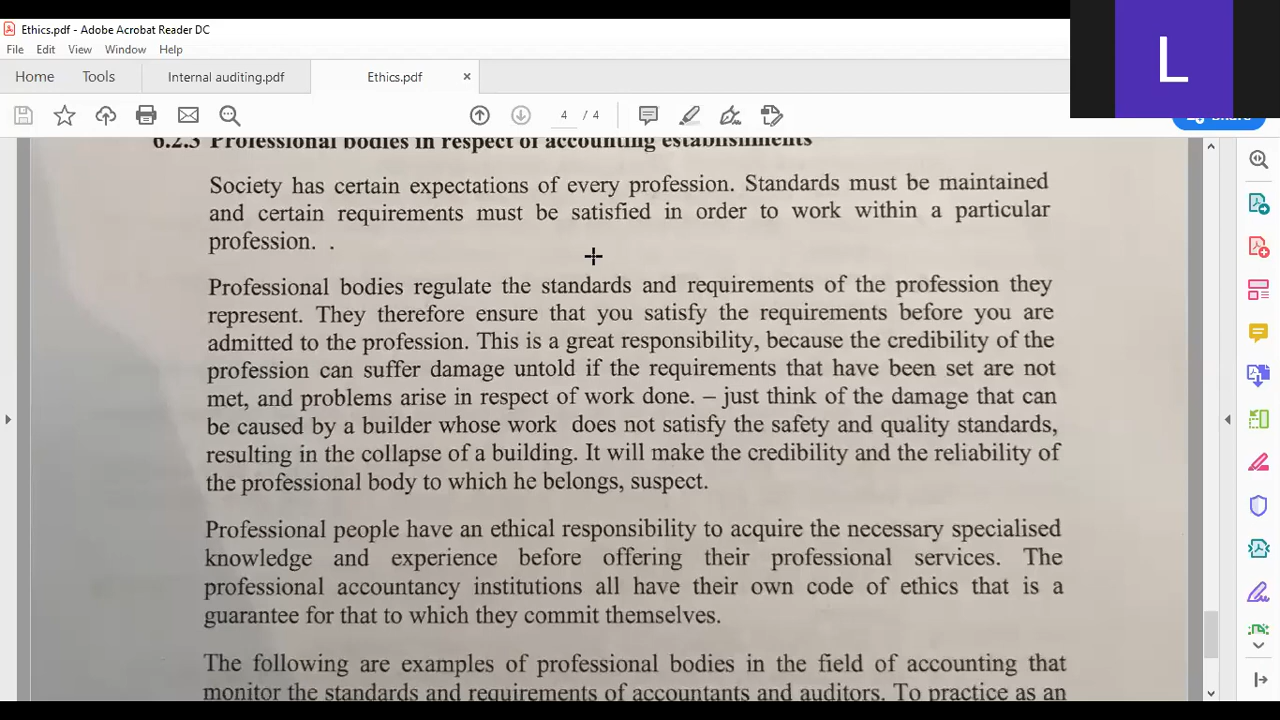 Ethics.pdf - Adobe Acrobat Reader DC
File Edit View Window Help
Home Tools Internal auditing.pdf Ethics.pdf ×
4 / 4
L
6.2.3 Professional bodies in respect of accounting establishments
Society has certain expectations of every profession. Standards must be maintained
and certain requirements must be satisfied in order to work within a particular
profession. .
Professional bodies regulate the standards and requirements of the profession they
represent. They therefore ensure that you satisfy the requirements before you are
admitted to the profession. This is a great responsibility, because the credibility of the
profession can suffer damage untold if the requirements that have been set are not
met, and problems arise in respect of work done. – just think of the damage that can
be caused by a builder whose work does not satisfy the safety and quality standards,
resulting in the collapse of a building. It will make the credibility and the reliability of
the professional body to which he belongs, suspect.
Professional people have an ethical responsibility to acquire the necessary specialised
knowledge and experience before offering their professional services. The
professional accountancy institutions all have their own code of ethics that is a
guarantee for that to which they commit themselves.
The following are examples of professional bodies in the field of accounting that
monitor the standards and requirements of accountants and auditors. To practice as an